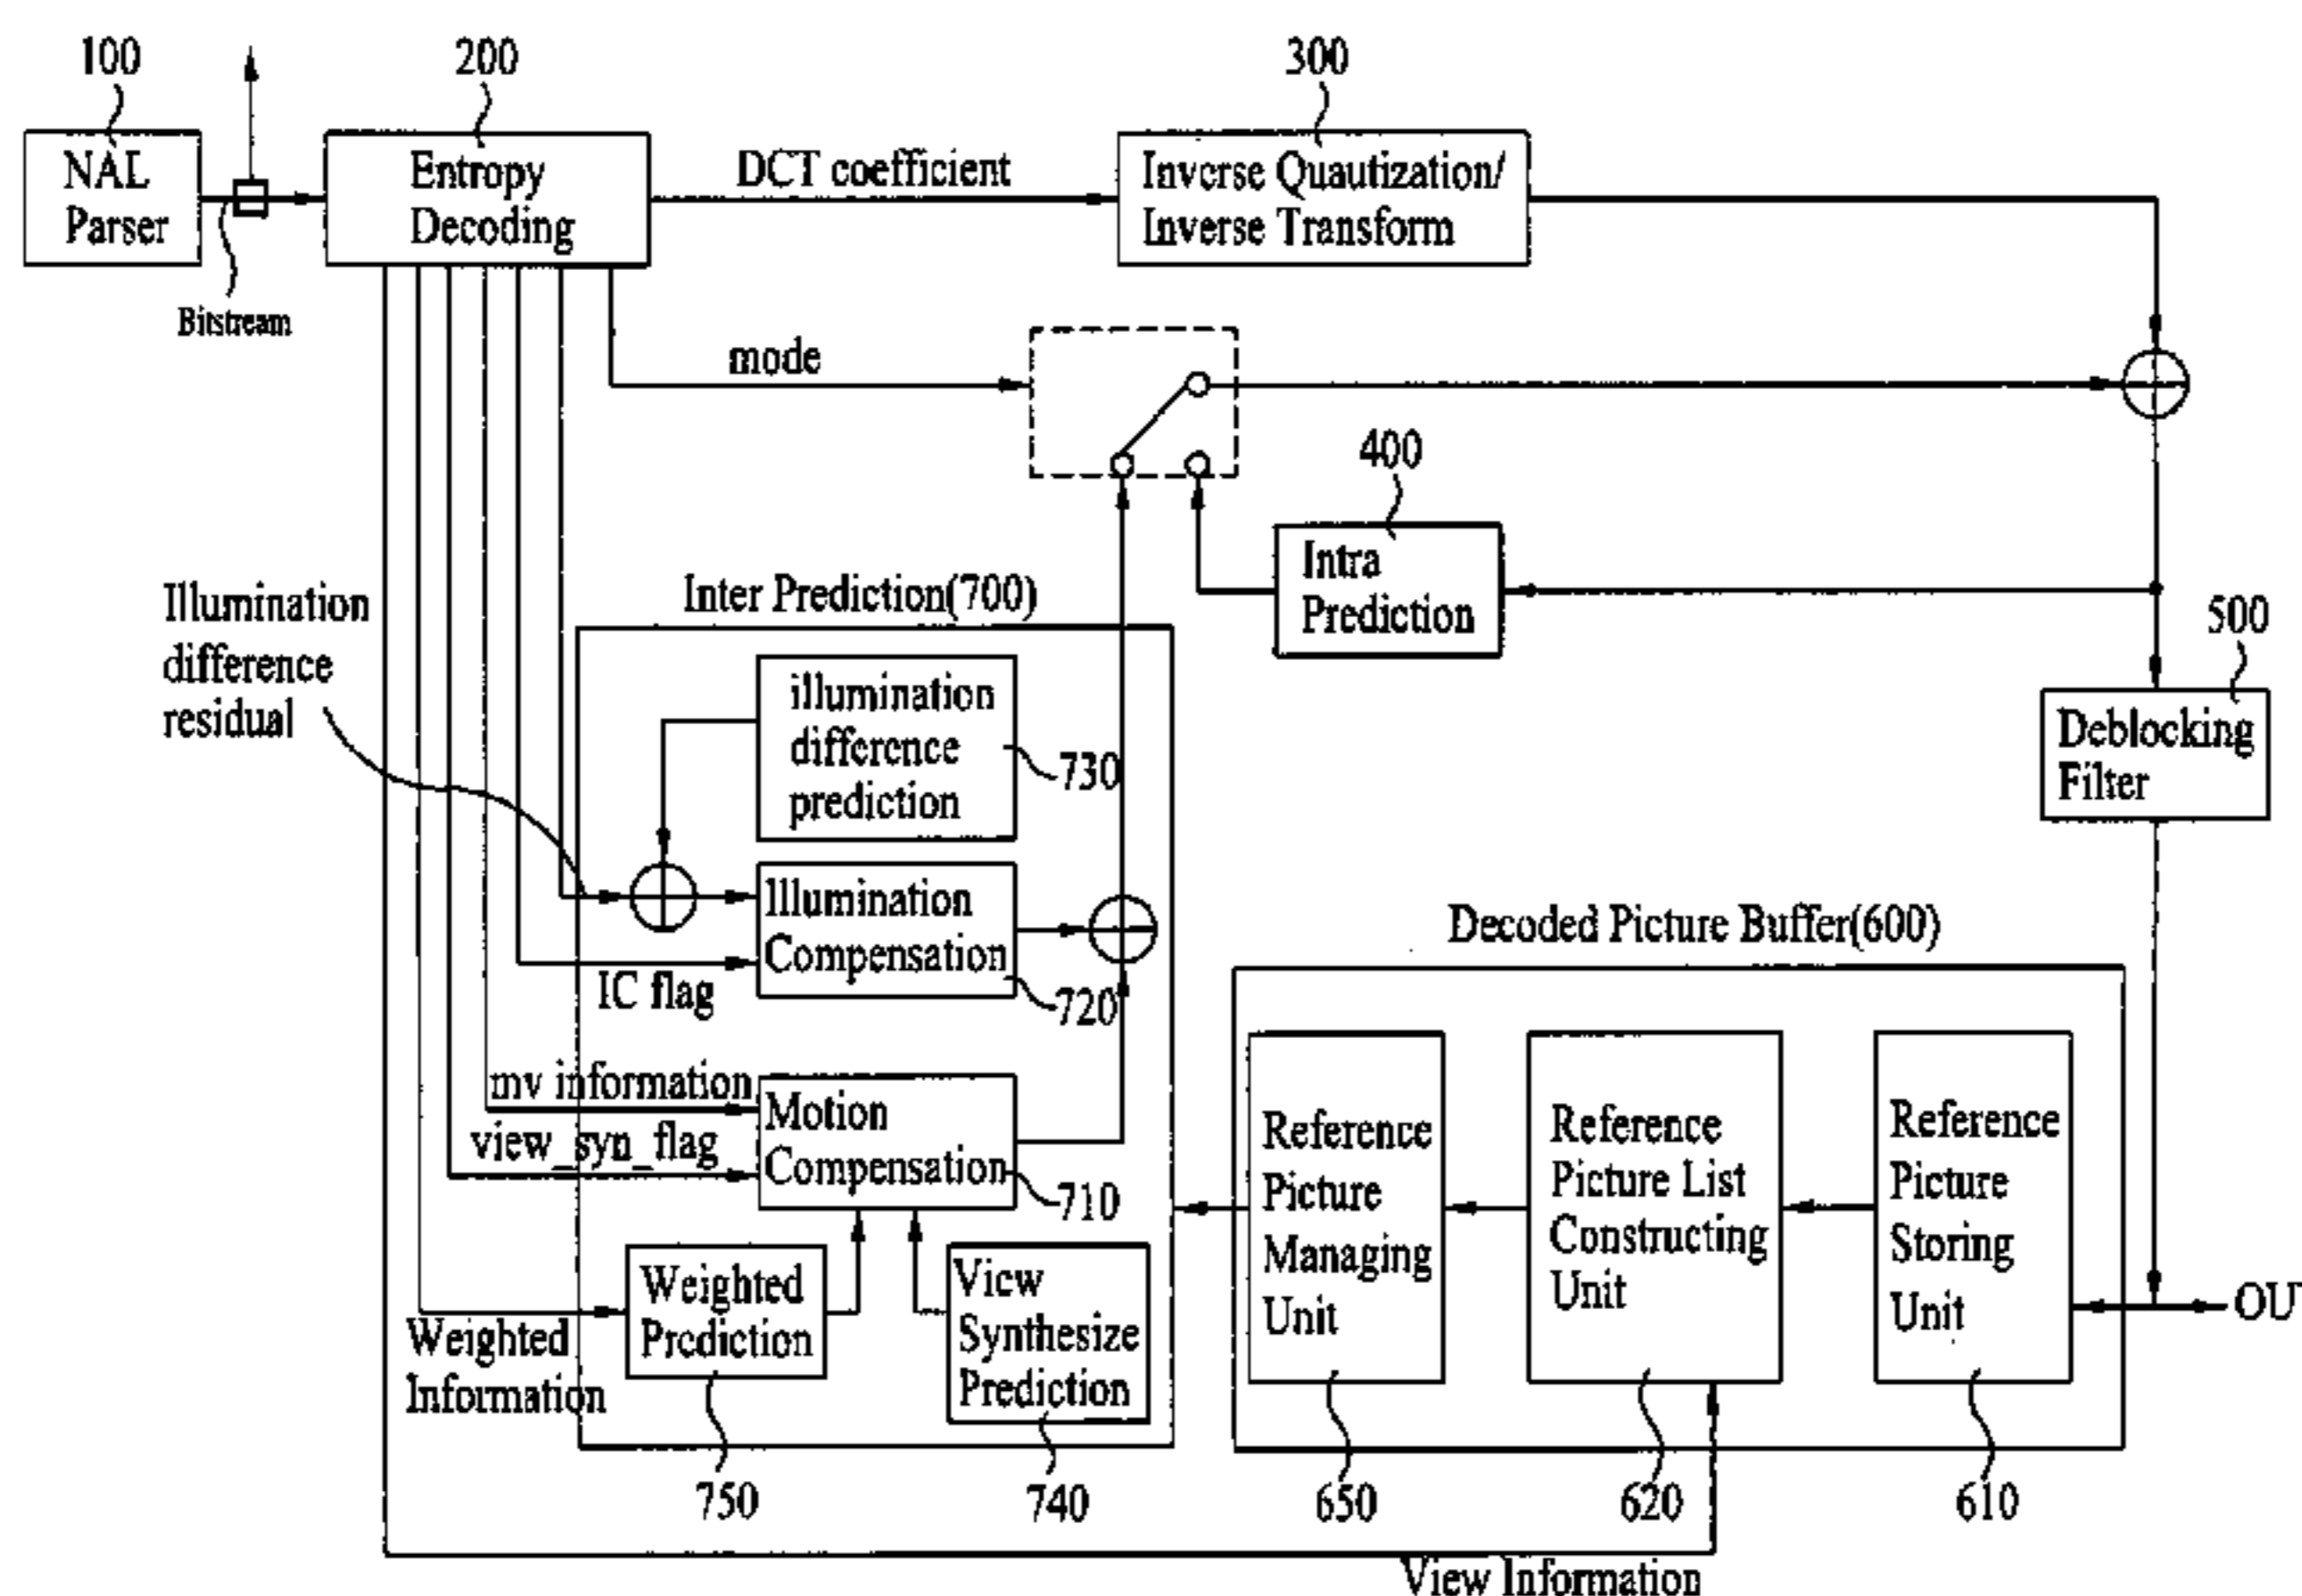 100
200
300
NAL
Parser
Entropy
Decoding
DCT coefficient
Inverse Quautization/
Inverse Transform
Bitstream
mode
400
Intra
Prediction
Illumination
difference
residual
Inter Prediction(700)
500
Deblocking
Filter
illumination
difference
prediction
730
Illumination
Compensation
720
IC flag
Decoded Picture Buffer(600)
mv information
view_syn_flag
Motion
Compensation
710
Reference
Picture
Managing
Unit
Reference
Picture List
Constructing
Unit
Reference
Picture
Storing
Unit
OU
Weighted
Information
Weighted
Prediction
View
Synthesize
Prediction
750
740
650
620
610
View Information